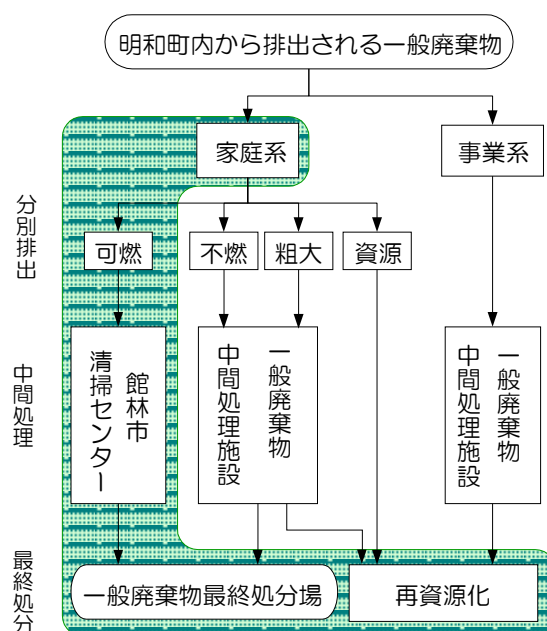 明和町内から排出される一般廃棄物
家庭系
事業系
分別排出
可燃
不燃
粗大
資源
中間処理
館林市
清掃センター
一般廃棄物
中間処理施設
一般廃棄物
中間処理施設
最終処分
一般廃棄物最終処分場
再資源化